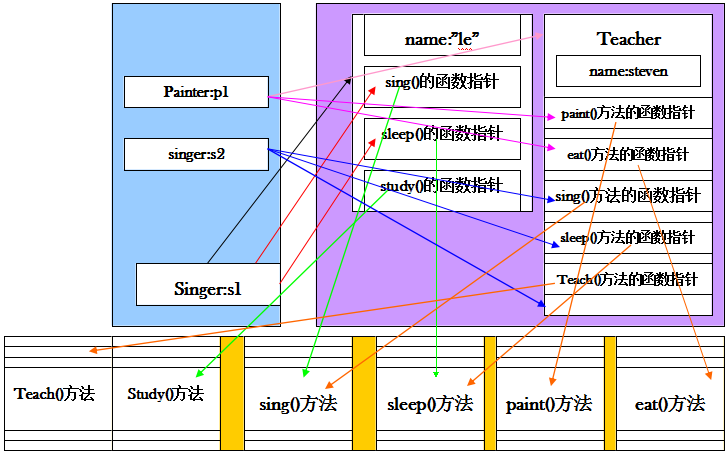 Painter:p1
singer:s2
Singer:s1
name:”le”
sing()的函数指针
sleep()的函数指针
study()的函数指针
Teacher
name:steven
paint()方法的函数指针
eat()方法的函数指针
sing()方法的函数指针
sleep()方法的函数指针
Teach()方法的函数指针
Teach()方法
Study()方法
sing()方法
sleep()方法
paint()方法
eat()方法